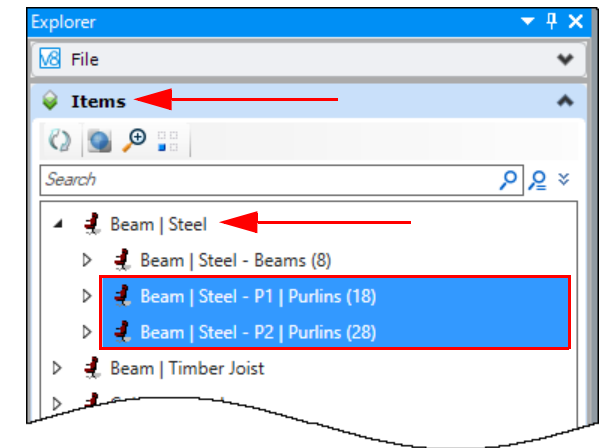 Explorer
V8 File
Items
Search
Beam | Steel
Beam | Steel - Beams (8)
Beam | Steel - P1 | Purlins (18)
Beam | Steel - P2 | Purlins (28)
Beam | Timber Joist